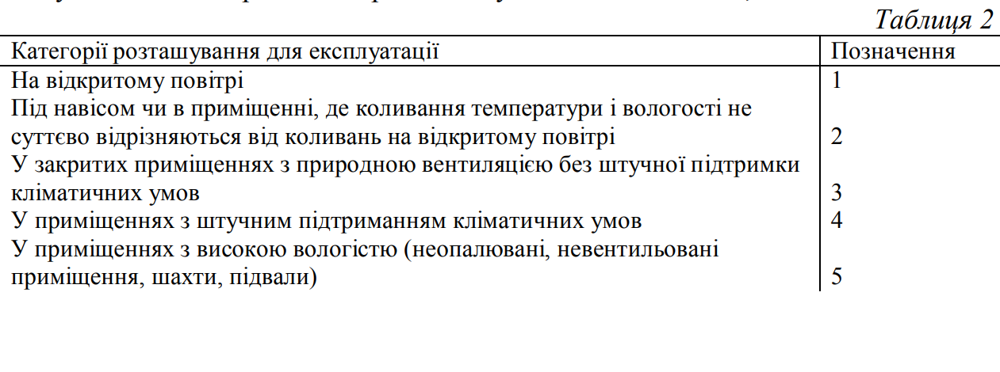 Таблиця 2
Категорії розташування для експлуатації Позначення
На відкритому повітрі 1
Під навісом чи в приміщенні, де коливання температури і вологості не
суттєво відрізняються від коливань на відкритому повітрі 2
У закритих приміщеннях з природною вентиляцією без штучної підтримки
кліматичних умов 3
У приміщеннях з штучним підтриманням кліматичних умов 4
У приміщеннях з високою вологістю (неопалювані, невентильовані
приміщення, шахти, підвали) 5